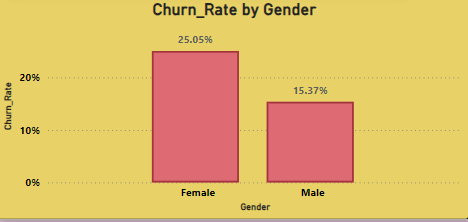 Churn_Rate by Gender
25.05%
15.37%
20%
10%
0%
Churn_Rate
Female
Male
Gender